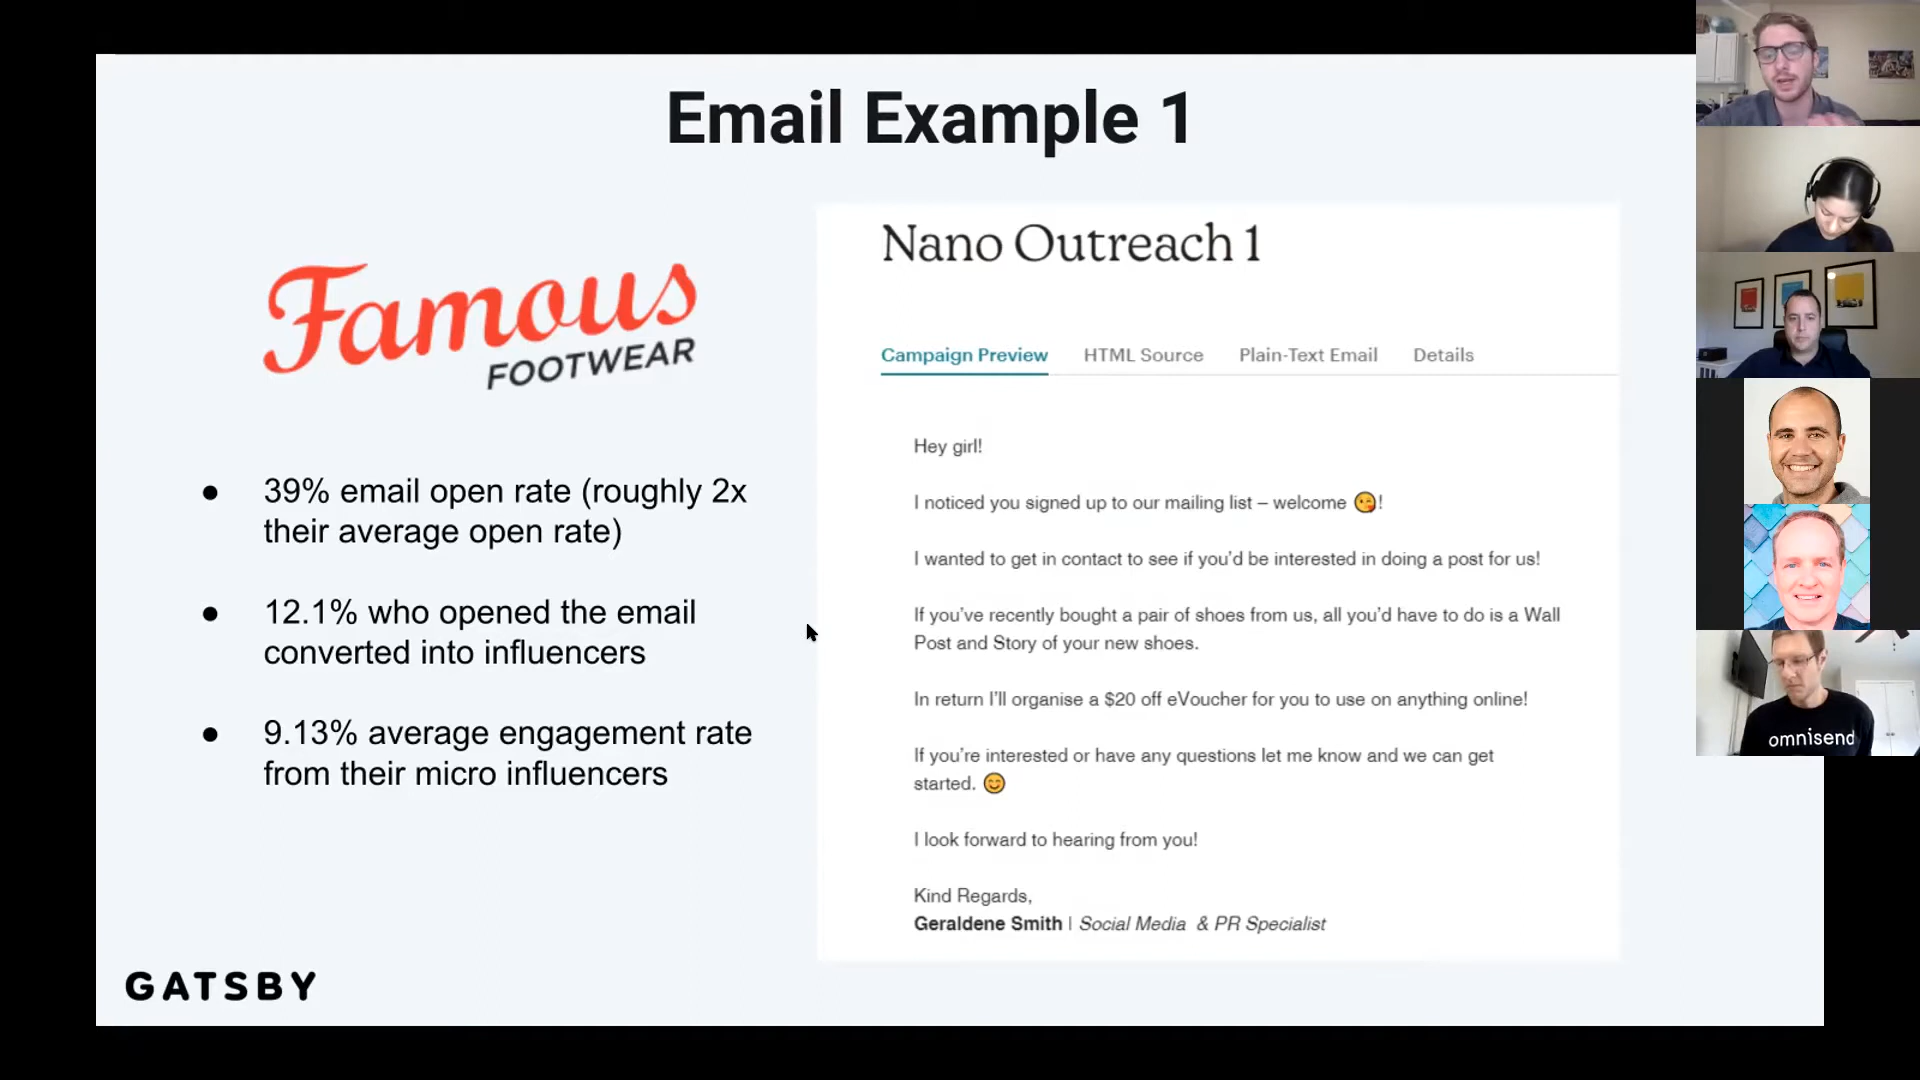 Email Example 1
Famous
FOOTWEAR
● 39% email open rate (roughly 2x
their average open rate)
● 12.1% who opened the email
converted into influencers
● 9.13% average engagement rate
from their micro influencers
GATSBY
Nano Outreach 1
Campaign Preview HTML Source Plain-Text Email Details
Hey girl!
I noticed you signed up to our mailing list – welcome 😘!
I wanted to get in contact to see if you’d be interested in doing a post for us!
If you’ve recently bought a pair of shoes from us, all you’d have to do is a Wall
Post and Story of your new shoes.
In return I’ll organise a $20 off eVoucher for you to use on anything online!
If you’re interested or have any questions let me know and we can get
started. 😊
I look forward to hearing from you!
Kind Regards,
Geraldene Smith | Social Media & PR Specialist
omnisend